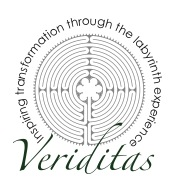 Inspiring transformation through the labyrinth experience
Veriditas